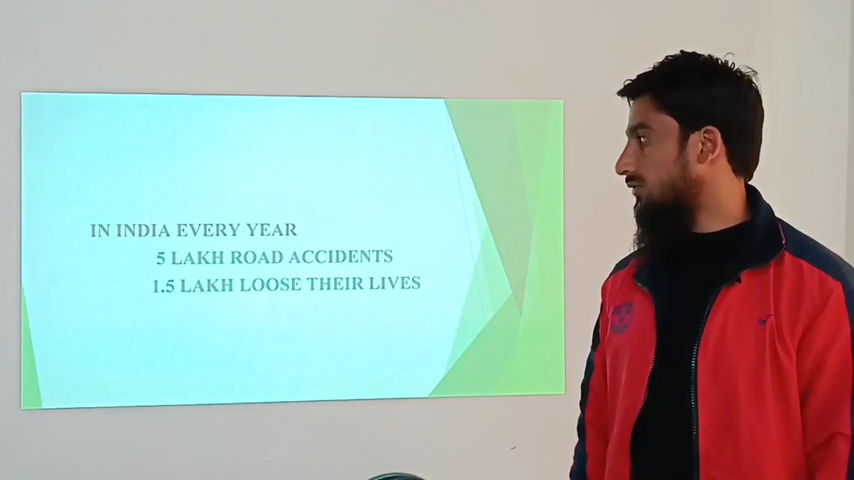 IN INDIA EVERY YEAR
5 LAKH ROAD ACCIDENTS
1.5 LAKH LOOSE THEIR LIVES